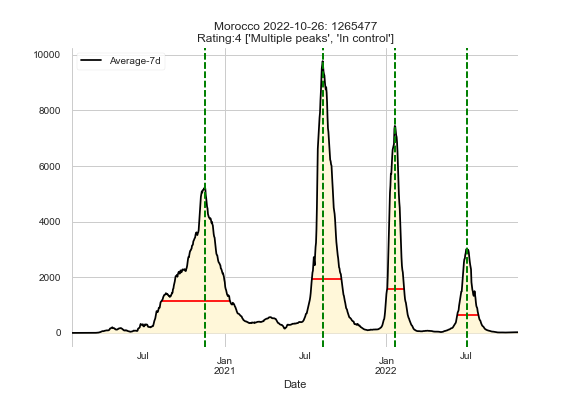 Morocco 2022-10-26: 1265477
Rating:4 ['Multiple peaks', 'In control']
Average-7d
10000
8000
6000
4000
2000
0
Jul
Jan
2021
Jul
Jan
2022
Jul
Date